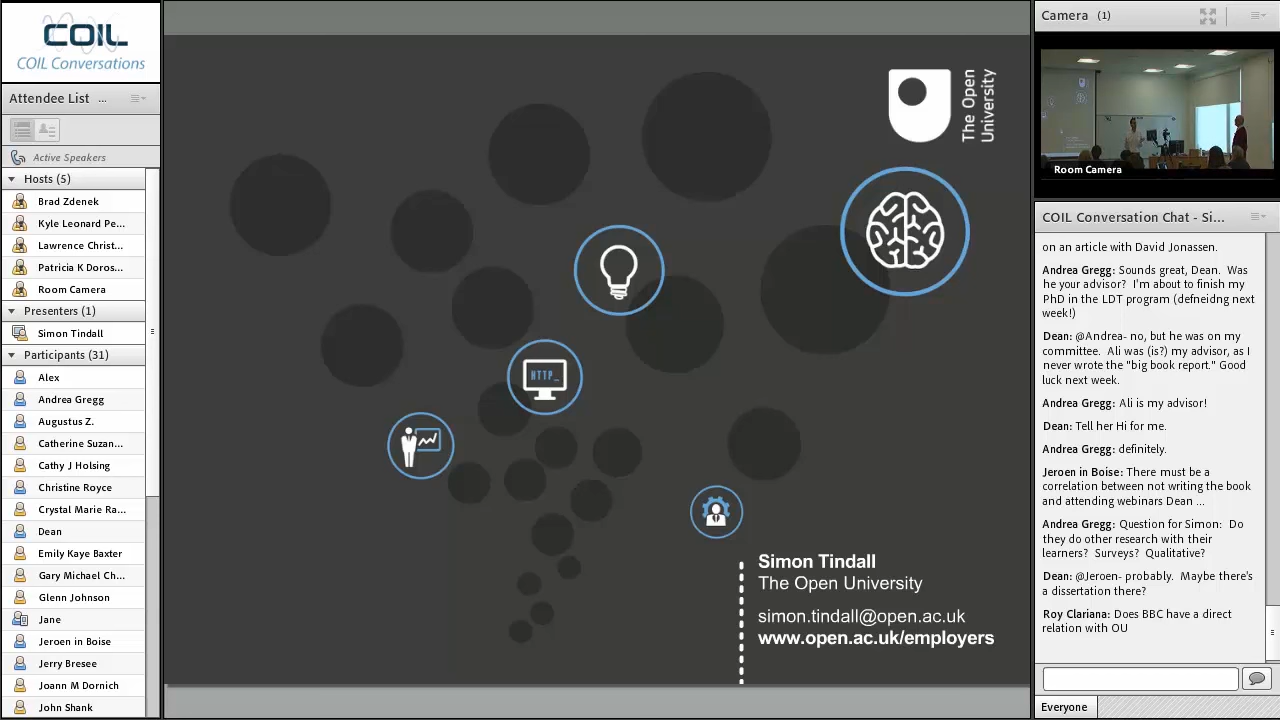 COIL
COIL Conversations
Attendee List ...
Active Speakers
Hosts (5)
Brad Zdenek
Kyle Leonard Pe...
Lawrence Christ...
Patricia K Doros...
Room Camera
Presenters (1)
Simon Tindall
Participants (31)
Alex
Andrea Gregg
Augustus Z.
Catherine Suzan...
Cathy J Holsing
Christine Royce
Crystal Marie Ra...
Dean
Emily Kaye Baxter
Gary Michael Ch...
Glenn Johnson
Jane
Jeroen in Boise
Jerry Bresee
Joann M Dornich
John Shank
The Open
University
HTTP_
Simon Tindall
The Open University
simon.tindall@open.ac.uk
www.open.ac.uk/employers
Camera (1)
Room Camera
COIL Conversation Chat - Si...
on an article with David Jonassen.
Andrea Gregg: Sounds great, Dean. Was
he your advisor? I'm about to finish my
PhD in the LDT program (defneidng next
week!)
Dean: @Andrea- no, but he was on my
committee. Ali was (is?) my advisor, as I
never wrote the "big book report." Good
luck next week.
Andrea Gregg: Ali is my advisor!
Dean: Tell her Hi for me.
Andrea Gregg: definitely.
Jeroen in Boise: There must be a
correlation between not writing the book
and attending webinars Dean ...
Andrea Gregg: Question for Simon: Do
they do other research with their
learners? Surveys? Qualitative?
Dean: @Jeroen- probably. Maybe there's
a dissertation there?
Roy Clariana: Does BBC have a direct
relation with OU
Everyone